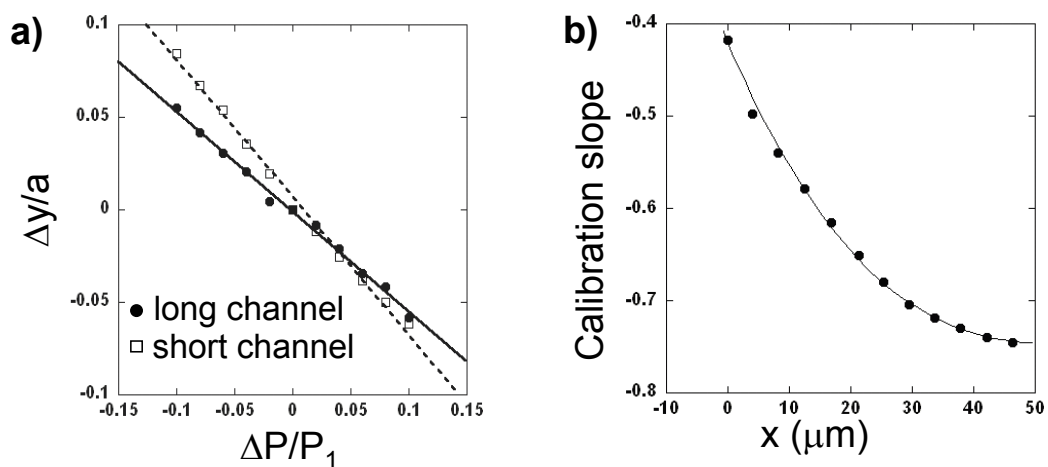 a)
0.1
0.05
0
-0.05
-0.1
-0.15 -0.1 -0.05 0 0.05 0.1 0.15
Δy/a
ΔP/P1
long channel
short channel
b)
-0.4
-0.5
-0.6
-0.7
-0.8
-10 0 10 20 30 40 50
Calibration slope
x (μm)